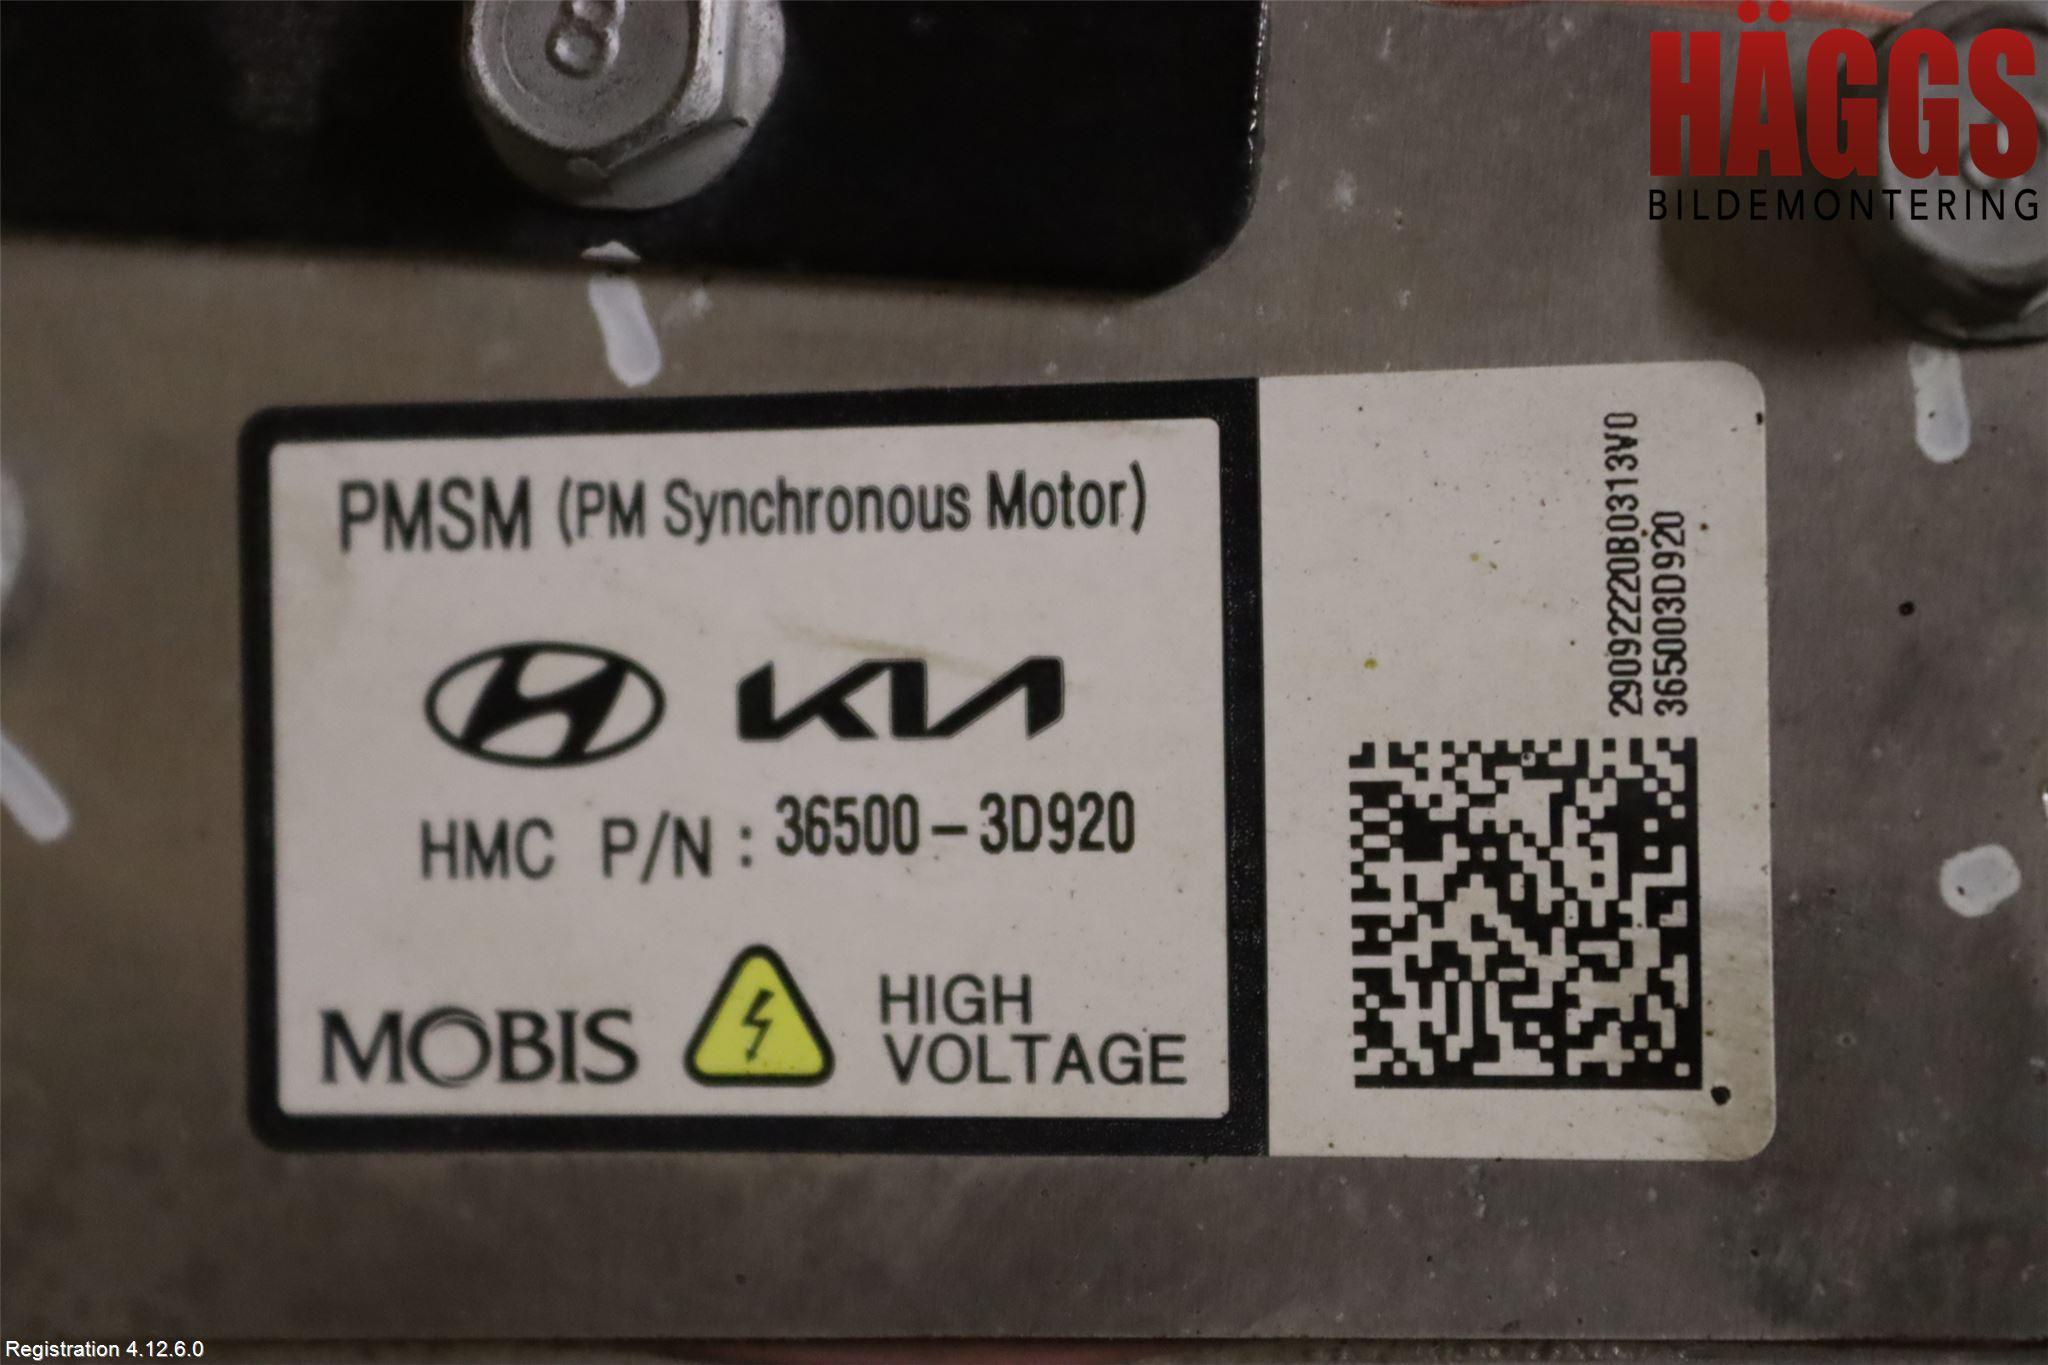 8
HÄGGS
BILDEMONTERING
PMSM (PM Synchronous Motor)
KIA
HMC P/N : 36500-3D920
MOBIS
HIGH
VOLTAGE
29092220B0313V0
365003D920
Registration 4.12.6.0